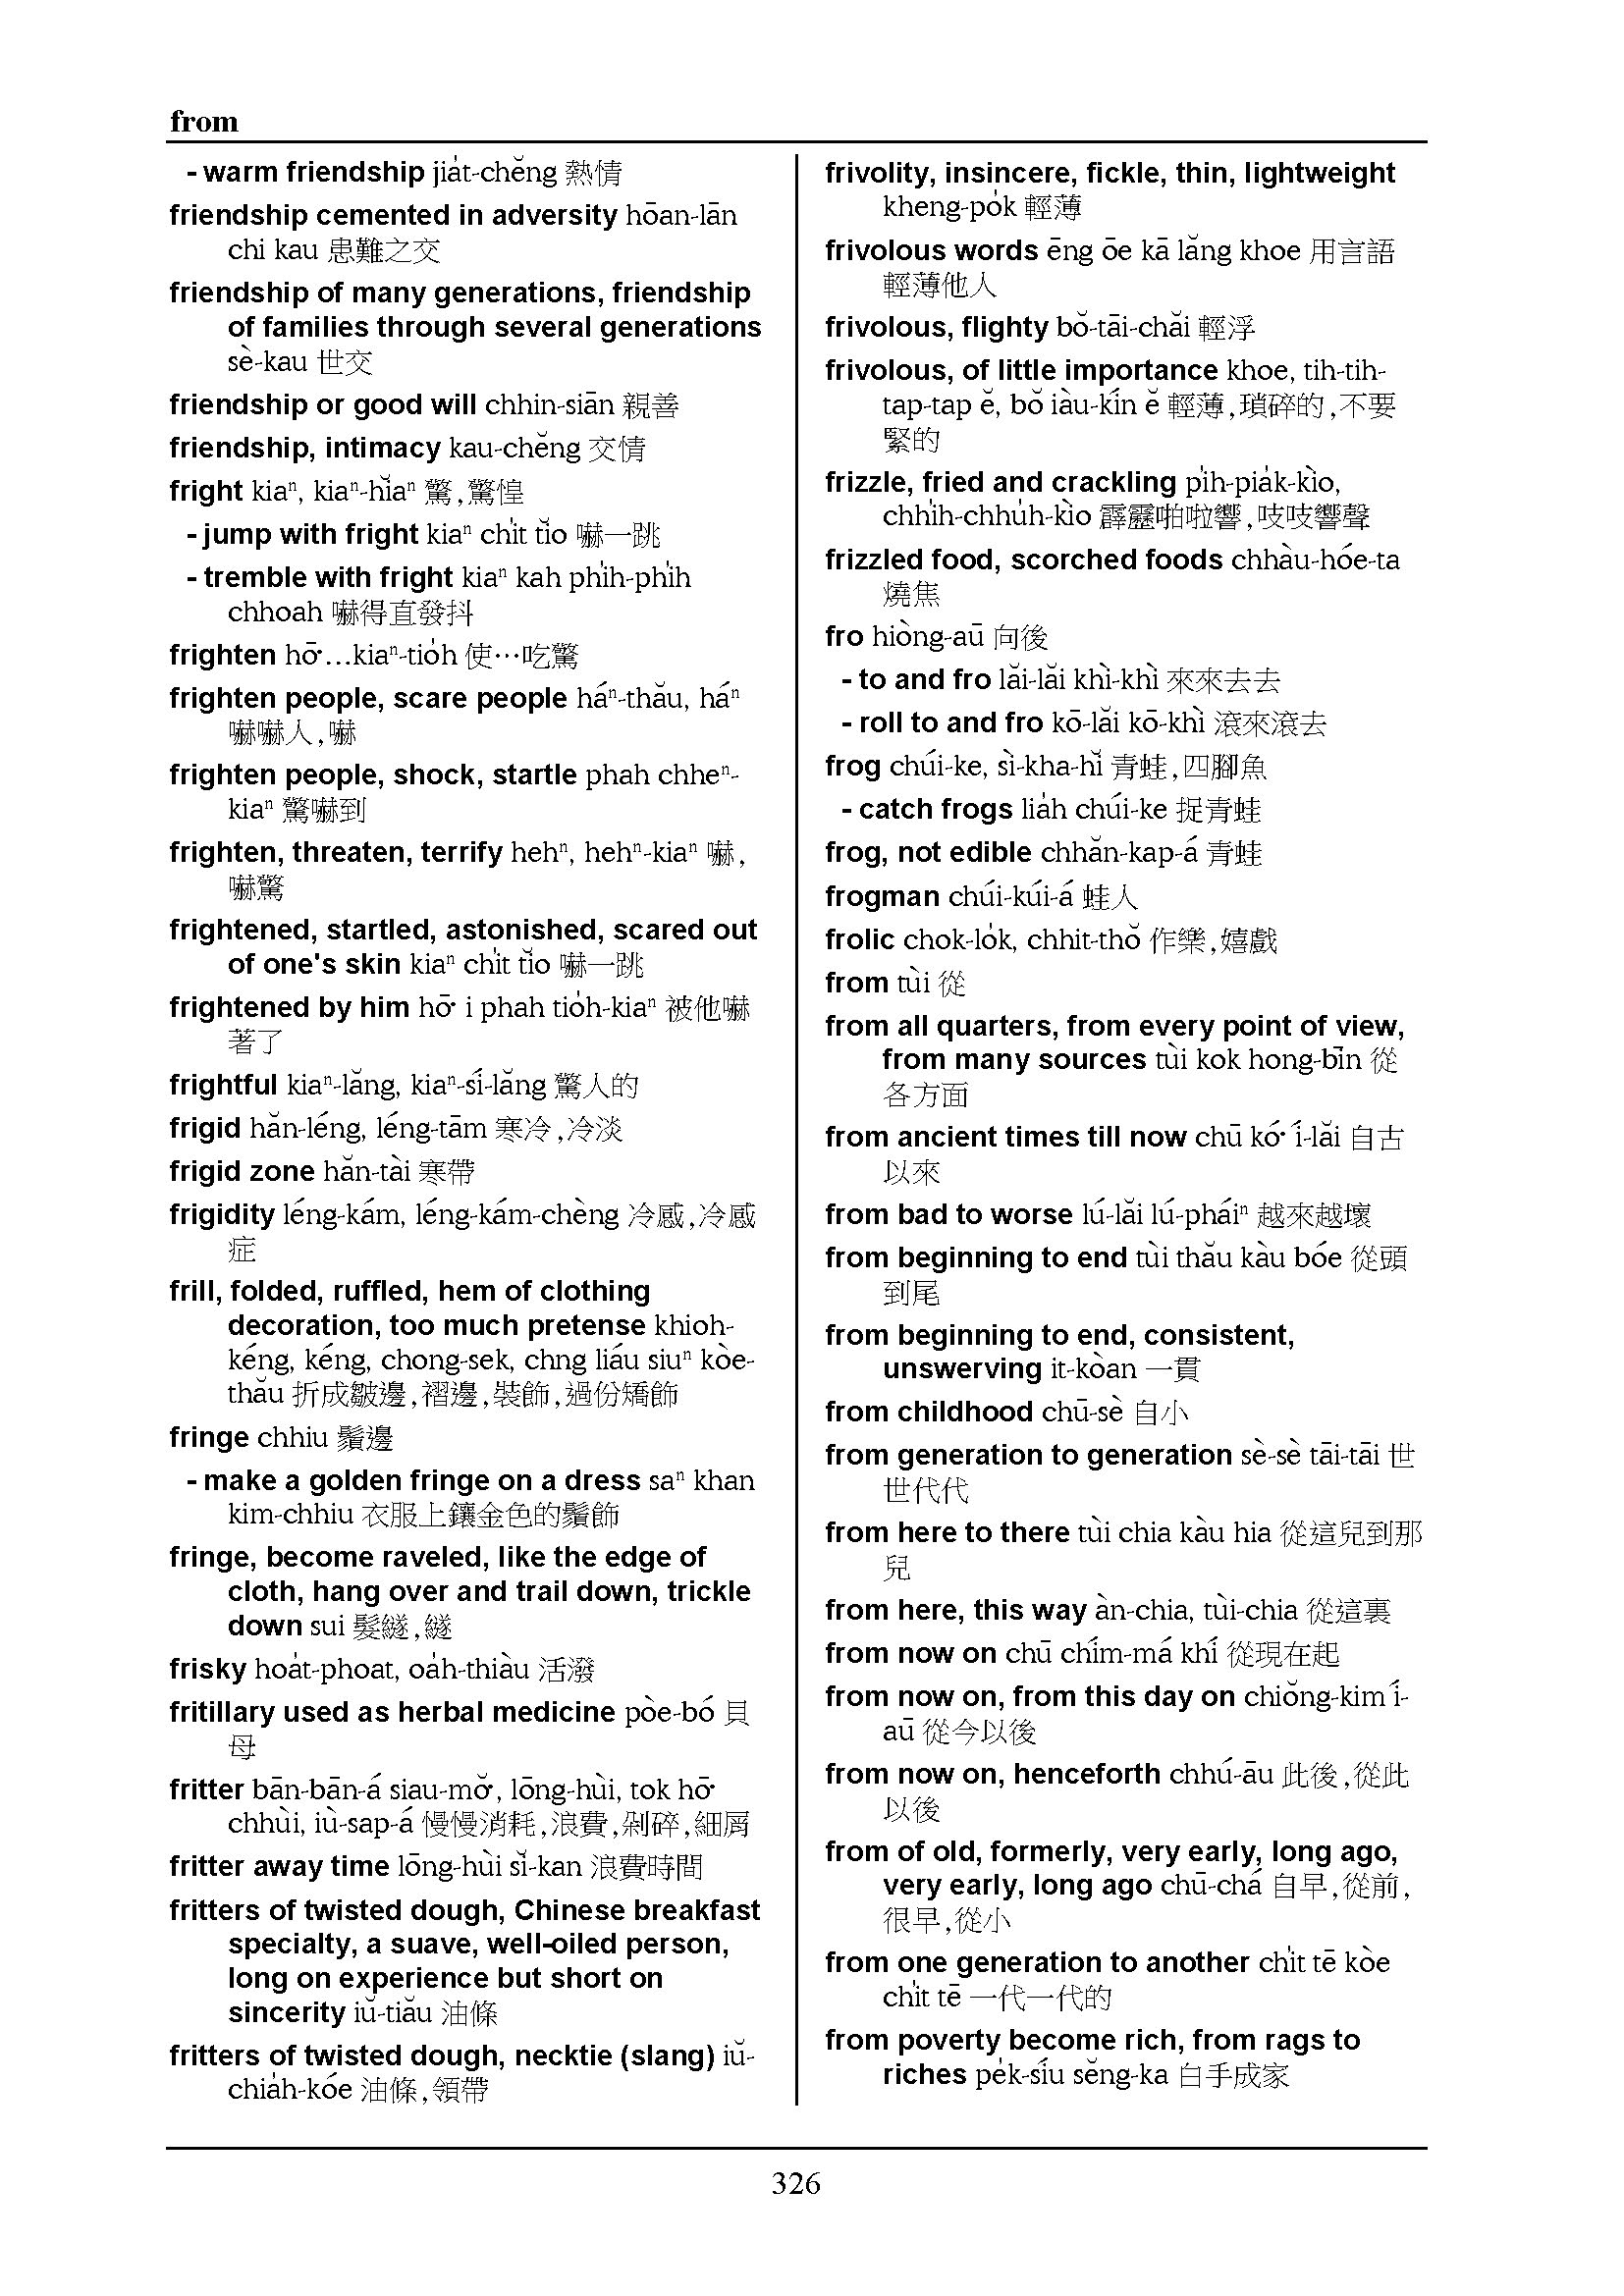 from
- warm friendship jia̍t-chĕng 熱情
friendship cemented in adversity hōan-lān
chi kau 患難之交
friendship of many generations, friendship
of families through several generations
sè-kau 世交
friendship or good will chhin-siān 親善
friendship, intimacy kau-chĕng 交情
fright kiaⁿ, kiaⁿ-hĭaⁿ 驚,驚惶
- jump with fright kiaⁿ chi̍t tĭo 嚇一跳
- tremble with fright kiaⁿ kah phi̍h-phi̍h
chhoah 嚇得直發抖
frighten hō͘…kiaⁿ-tio̍h 使⋯吃驚
frighten people, scare people háⁿ-thău, háⁿ
嚇嚇人,嚇
frighten people, shock, startle phah chheⁿ-
kiaⁿ 驚嚇到
frighten, threaten, terrify hehⁿ, hehⁿ-kiaⁿ 嚇,
嚇驚
frightened, startled, astonished, scared out
of one's skin kiaⁿ chi̍t tĭo 嚇一跳
frightened by him hō͘ i phah tio̍h-kiaⁿ 被他嚇
著了
frightful kiaⁿ-lăng, kiaⁿ-sí-lăng 驚人的
frigid hăn-léng, léng-tām 寒冷,冷淡
frigid zone hăn-tài 寒帶
frigidity léng-kám, léng-kám-chèng 冷感,冷感
症
frill, folded, ruffled, hem of clothing
decoration, too much pretense khioh-
kéng, kéng, chong-sek, chng liáu siuⁿ kòe-
thău 折成皺邊,褶邊,裝飾,過份矯飾
fringe chhiu 鬚邊
- make a golden fringe on a dress saⁿ khan
kim-chhiu 衣服上鑲金色的鬚飾
fringe, become raveled, like the edge of
cloth, hang over and trail down, trickle
down sui 髮繸,繸
frisky hoa̍t-phoat, oa̍h-thiàu 活潑
fritillary used as herbal medicine pòe-bó 貝
母
fritter bān-bān-á siau-mŏ͘, lōng-hùi, tok hō͘
chhùi, iù-sap-á 慢慢消耗,浪費,剁碎,細屑
fritter away time lōng-hùi sĭ-kan 浪費時間
fritters of twisted dough, Chinese breakfast
specialty, a suave, well-oiled person,
long on experience but short on
sincerity iŭ-tiău 油條
fritters of twisted dough, necktie (slang) iŭ-
chia̍h-kóe 油條,領帶
frivolity, insincere, fickle, thin, lightweight
kheng-po̍k 輕薄
frivolous words ēng ōe kā lăng khoe 用言語
輕薄他人
frivolous, flighty bŏ-tāi-chăi 輕浮
frivolous, of little importance khoe, tih-tih-
tap-tap ĕ, bŏ iàu-kín ĕ 輕薄,瑣碎的,不要
緊的
frizzle, fried and crackling pi̍h-pia̍k-kìo,
chhi̍h-chhu̍h-kìo 霹靂啪啦響,吱吱響聲
frizzled food, scorched foods chhàu-hóe-ta
燒焦
fro hiòng-aū 向後
- to and fro lăi-lăi khì-khì 來來去去
- roll to and fro kō-lăi kō-khì 滾來滾去
frog chúi-ke, sì-kha-hĭ 青蛙,四腳魚
- catch frogs lia̍h chúi-ke 捉青蛙
frog, not edible chhăn-kap-á 青蛙
frogman chúi-kúi-á 蛙人
frolic chok-lo̍k, chhit-thŏ 作樂,嬉戲
from tùi 從
from all quarters, from every point of view,
from many sources tùi kok hong-bīn 從
各方面
from ancient times till now chū kó͘ í-lăi 自古
以來
from bad to worse lú-lăi lú-pháiⁿ 越來越壞
from beginning to end tùi thău kàu bóe 從頭
到尾
from beginning to end, consistent,
unswerving it-kòan 一貫
from childhood chū-sè 自小
from generation to generation sè-sè tāi-tāi 世
世代代
from here to there tùi chia kàu hia 從這兒到那
兒
from here, this way àn-chia, tùi-chia 從這裏
from now on chū chím-má khí 從現在起
from now on, from this day on chiŏng-kim í-
aū 從今以後
from now on, henceforth chhú-āu 此後,從此
以後
from of old, formerly, very early, long ago,
very early, long ago chū-chá 自早,從前,
很早,從小
from one generation to another chi̍t tē kòe
chi̍t tē 一代一代的
from poverty become rich, from rags to
riches pe̍k-síu sĕng-ka 白手成家
326